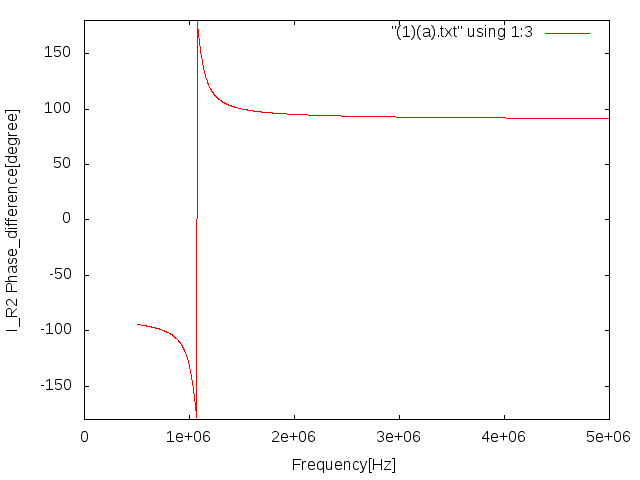 "(1)(a).txt" using 1:3
150
100
50
0
-50
-100
-150
I_R2 Phase_difference[degree]
0
1e+06
2e+06
3e+06
4e+06
5e+06
Frequency[Hz]